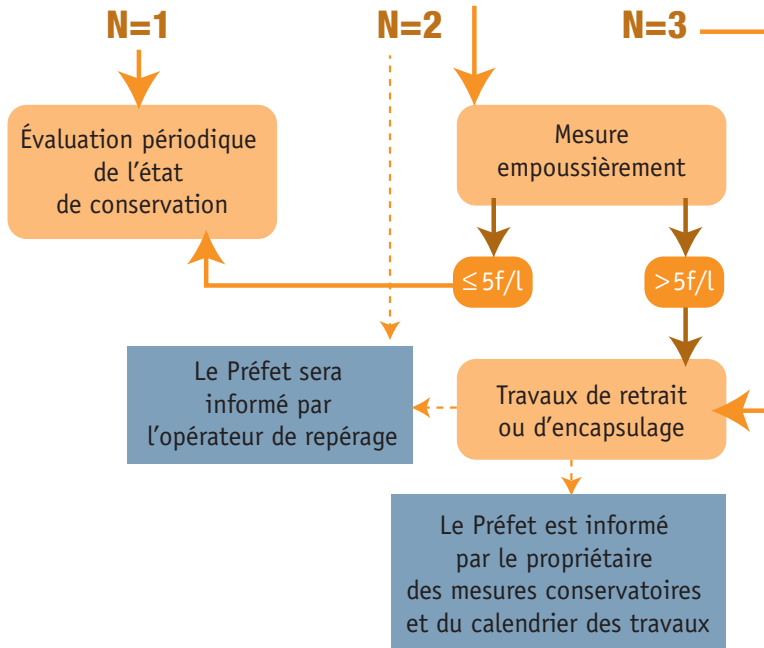 N=1
N=2
N=3
Évaluation périodique
de l'état
de conservation
Mesure
empoussièrement
≤5f/l
>5f/l
Le Préfet sera
informé par
l'opérateur de repérage
Travaux de retrait
ou d'encapsulage
Le Préfet est informé
par le propriétaire
des mesures conservatoires
et du calendrier des travaux